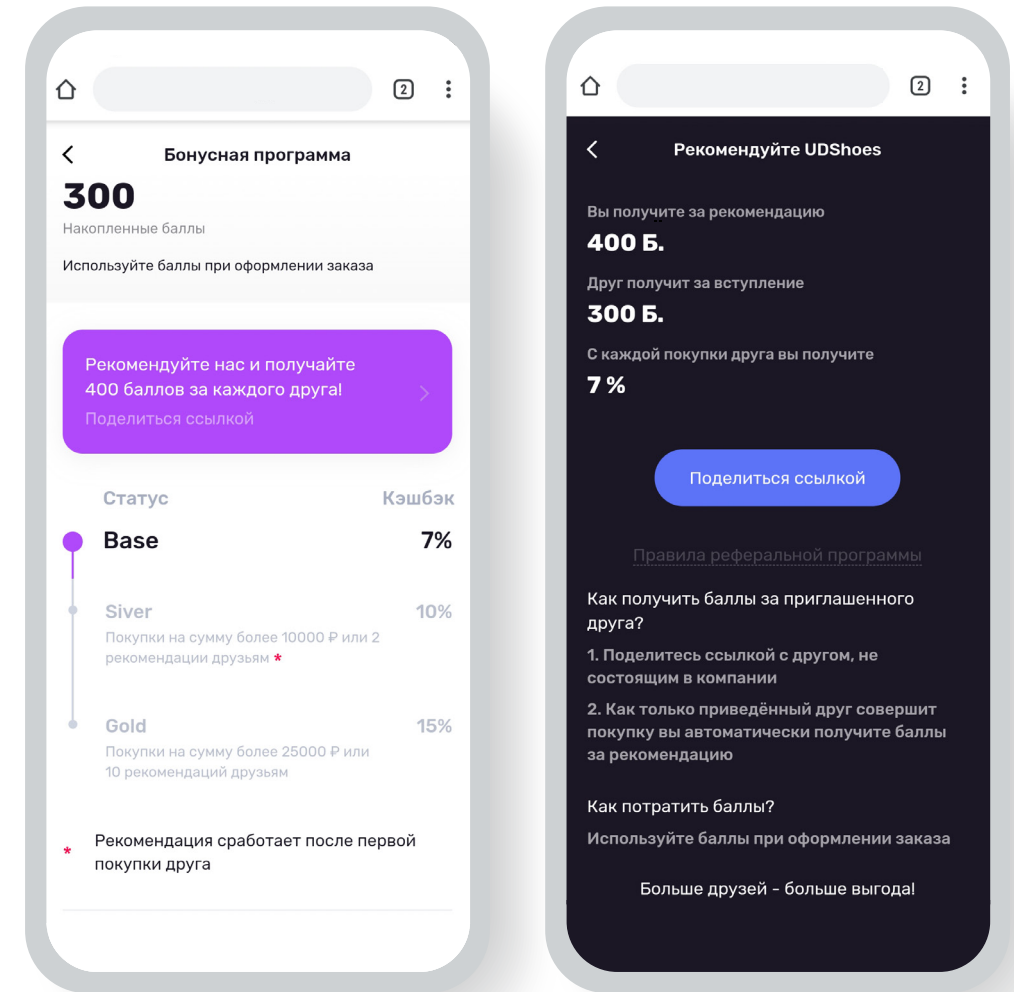 2
Бонусная программа
300
Накопленные баллы
Используйте баллы при оформлении заказа
Рекомендуйте нас и получайте
400 баллов за каждого друга!
Поделиться ссылкой
Статус Кэшбэк
Base 7%
Siver 10%
Покупки на сумму более 10000 ₽ или 2
рекомендации друзьям *
Gold 15%
Покупки на сумму более 25000 ₽ или
10 рекомендаций друзьям
* Рекомендация сработает после первой
покупки друга
2
Рекомендуйте UDShoes
Вы получите за рекомендацию
400 Б.
Друг получит за вступление
300 Б.
С каждой покупки друга вы получите
7 %
Поделиться ссылкой
Правила реферальной программы
Как получить баллы за приглашенного
друга?
1. Поделитесь ссылкой с другом, не
состоящим в компании
2. Как только приведённый друг совершит
покупку вы автоматически получите баллы
за рекомендацию
Как потратить баллы?
Используйте баллы при оформлении заказа
Больше друзей - больше выгода!